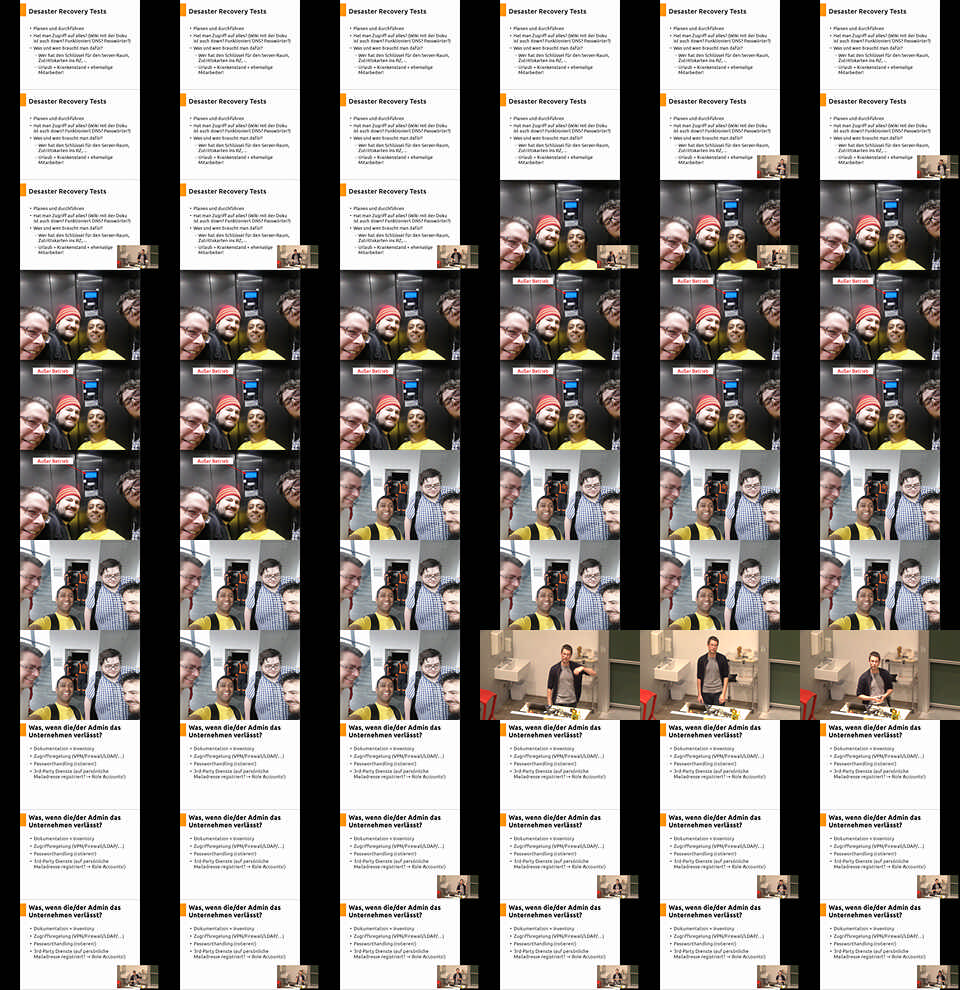 Desaster Recovery Tests
• Planen und durchführen
• Hat man Zugriff auf alles? (Wiki mit der Doku
ist auch down? Funktioniert DNS? Passwörter?)
• Was und wen braucht man dafür?
– Wer hat den Schlüssel für den Server-Raum,
Zutrittskarten ins RZ, ...
– Urlaub + Krankenstand + ehemalige
Mitarbeiter!
Außer Betrieb
Was, wenn die/der Admin das
Unternehmen verlässt?
• Dokumentation + Inventory
• Zugriffsregelung (VPN/Firewall/LDAP/...)
• Passworthandling (rotieren!)
• 3rd-Party Dienste (auf persönliche
Mailadresse registriert? → Role Accounts!)